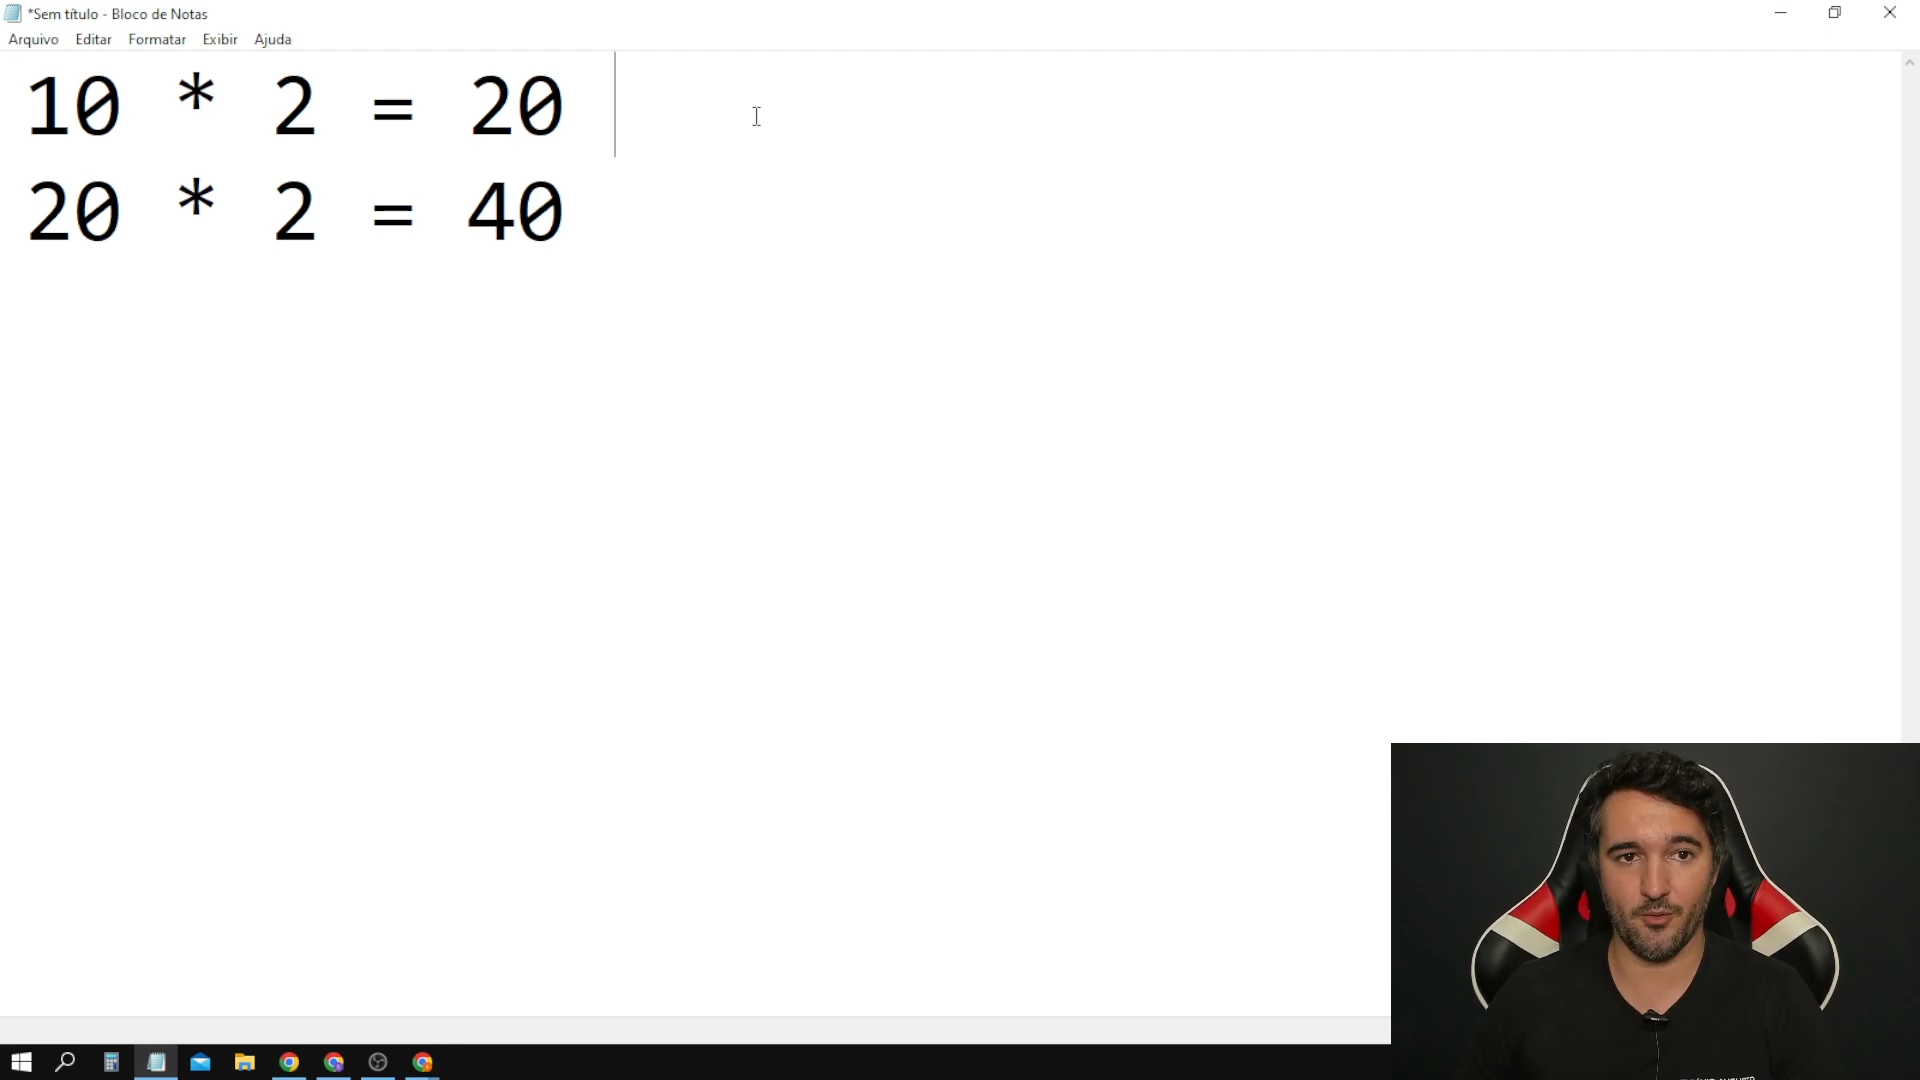 *Sem título - Bloco de Notas
Arquivo Editar Formatar Exibir Ajuda
10 * 2 = 20
20 * 2 = 40